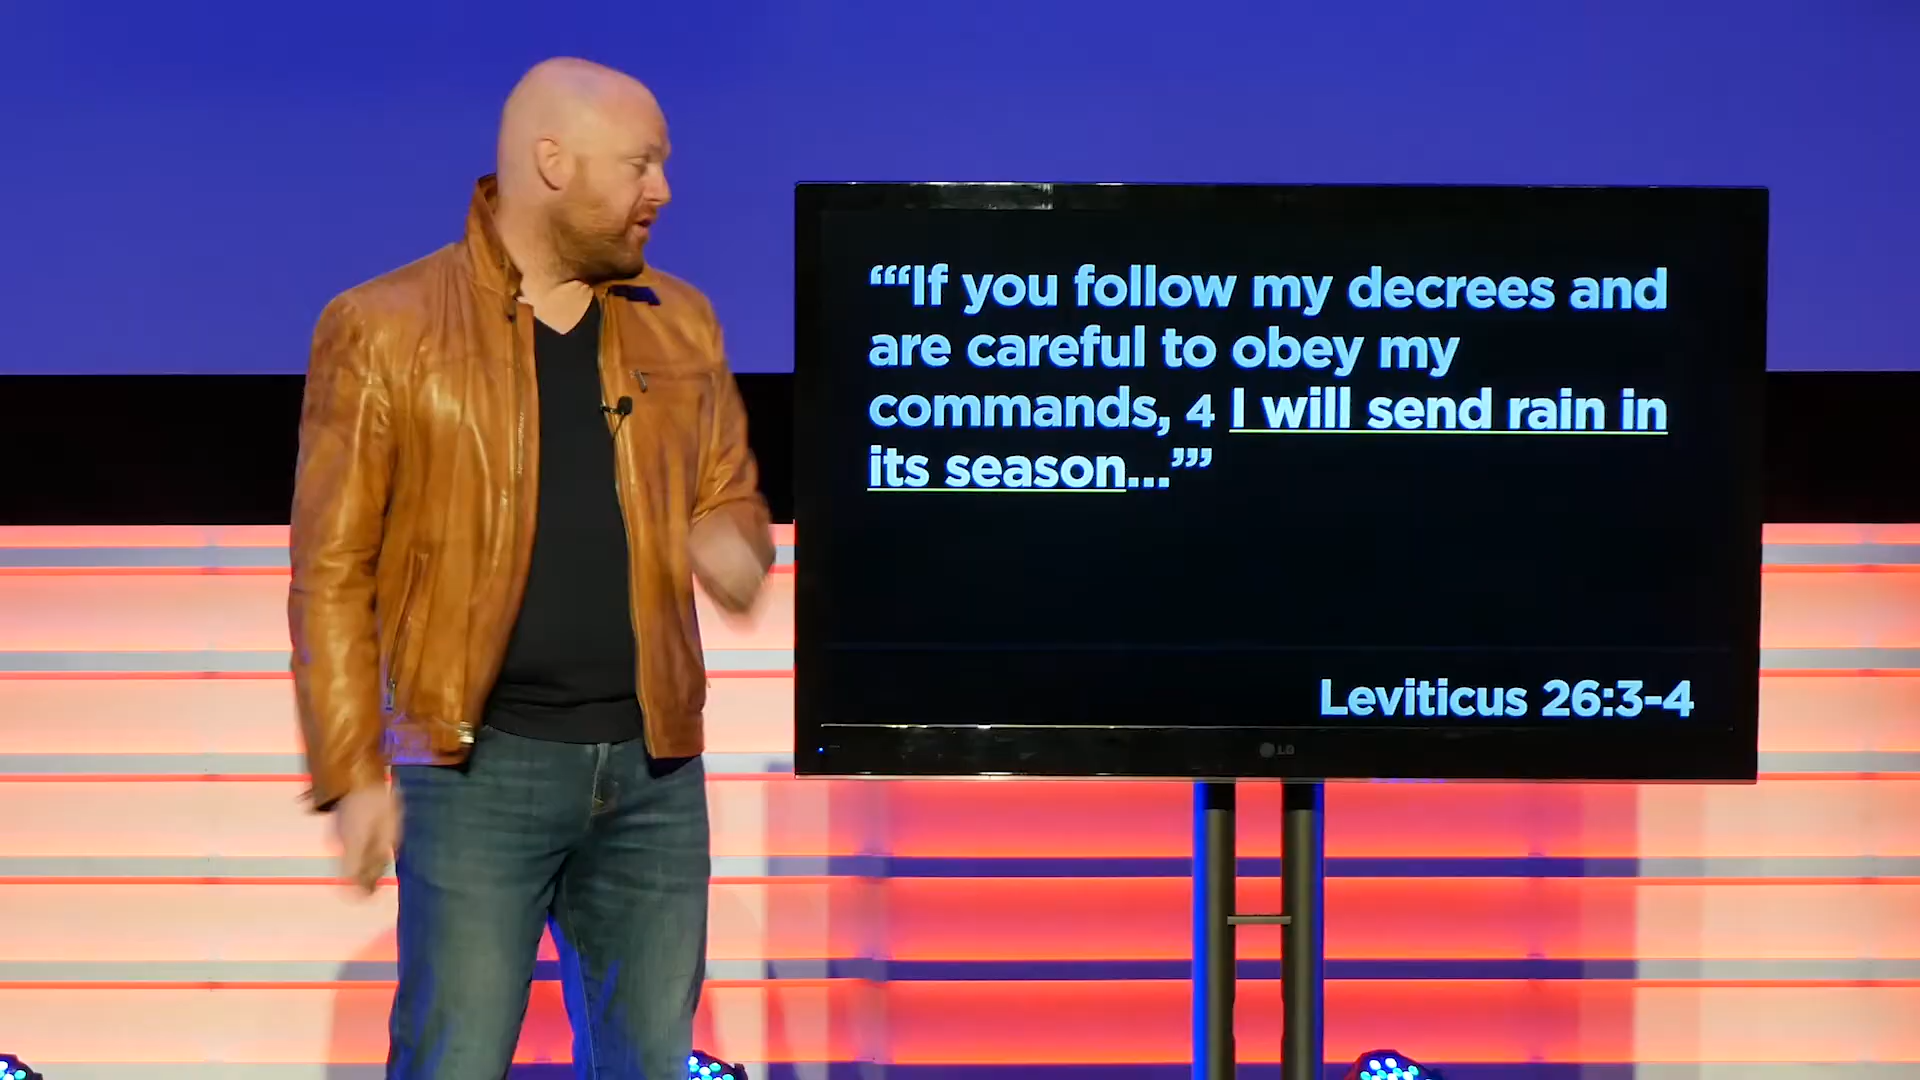 “‘“If you follow my decrees and
are careful to obey my
commands, 4 I will send rain in
its season...”’”
Leviticus 26:3-4
LG